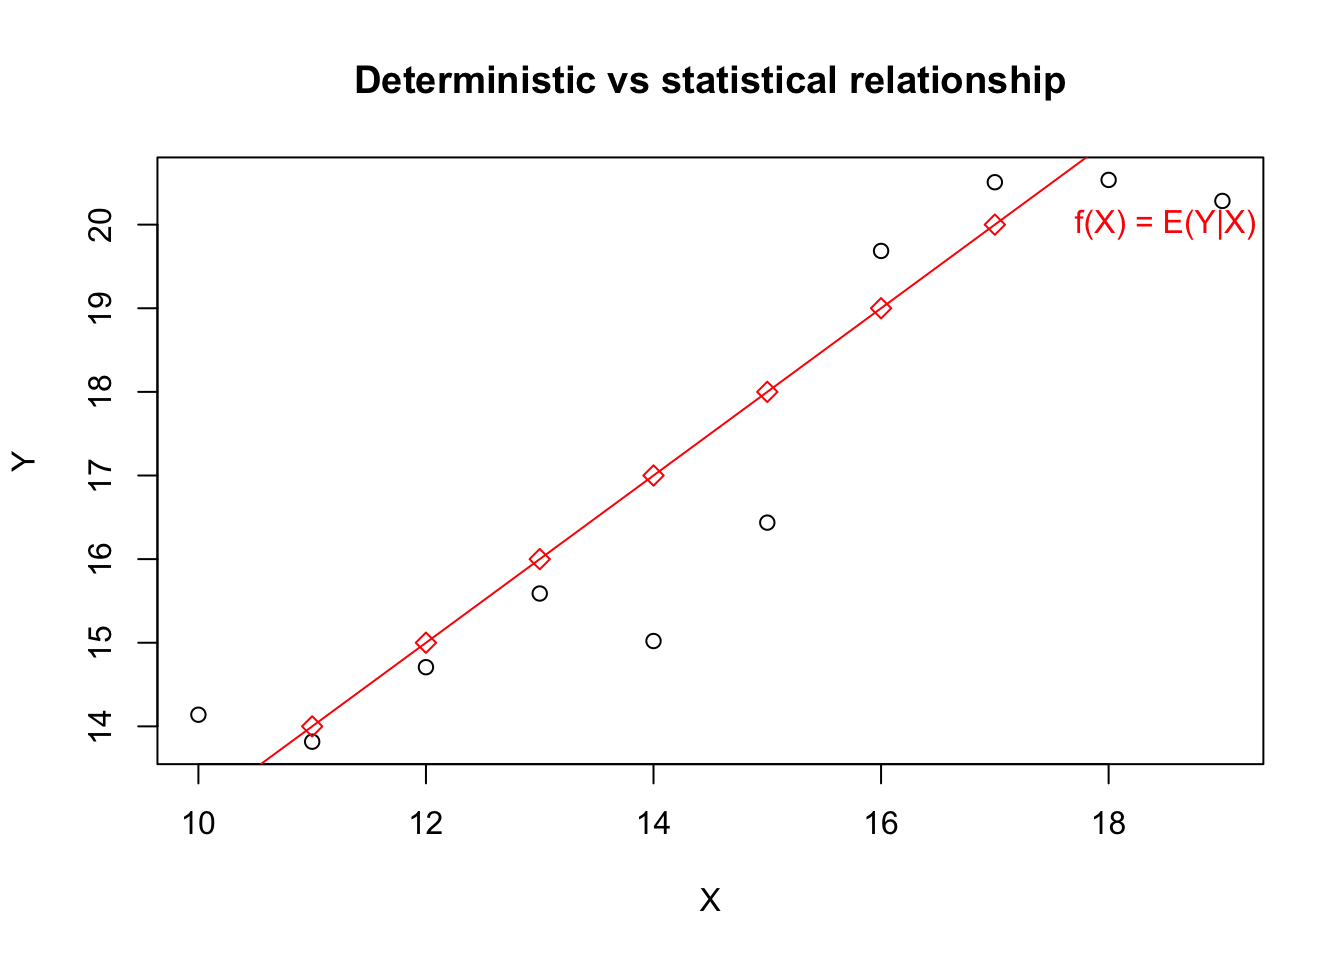 Deterministic vs statistical relationship
20
19
18
17
16
15
14
Y
f(X) = E(Y|X)
10 12 14 16 18
X